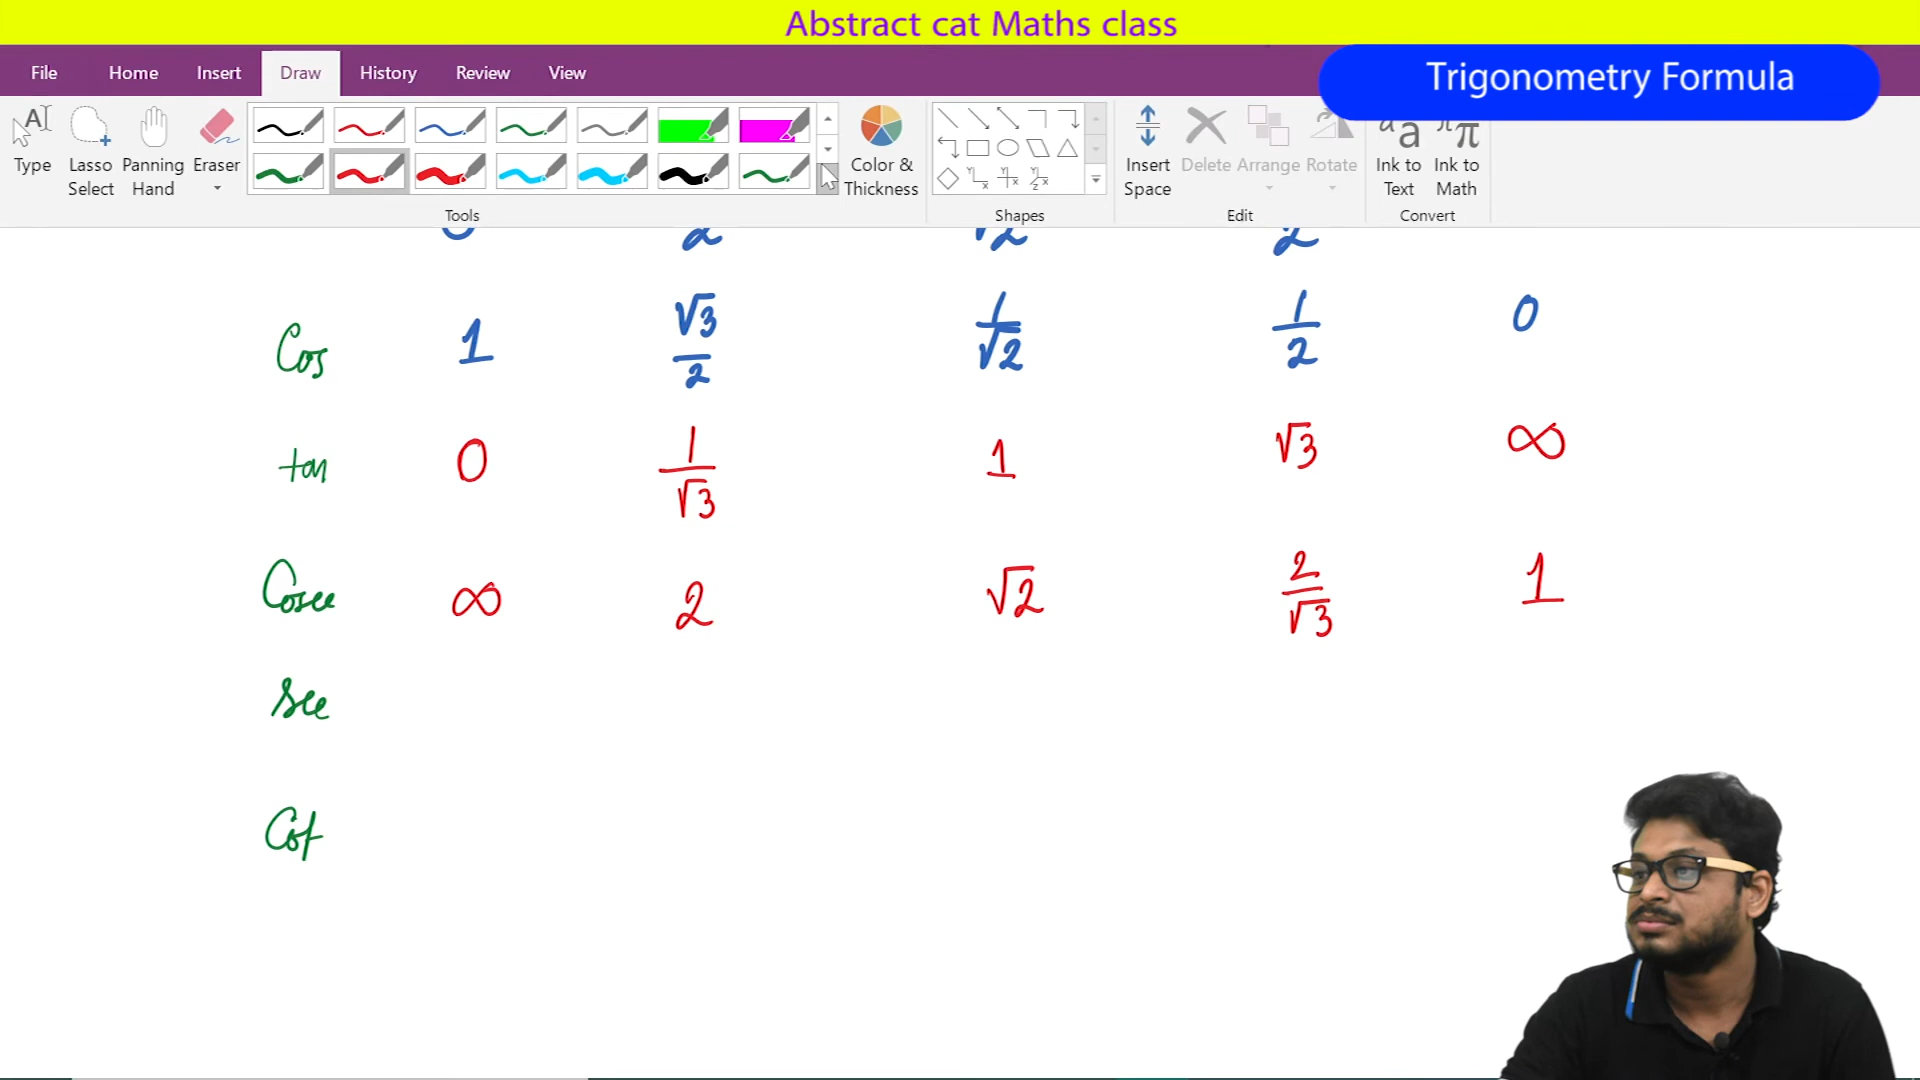 Abstract cat Maths class
File Home Insert Draw History Review View
Trigonometry Formula
Type Lasso Select Panning Hand Eraser Color & Thickness Insert Space Delete Arrange Rotate Ink to Text Ink to Math
Tools Shapes Edit Convert
Cos 1 √3/2 1/√2 1/2 0
tan 0 1/√3 1 √3 ∞
Cosec ∞ 2 √2 2/√3 1
sec
Cot